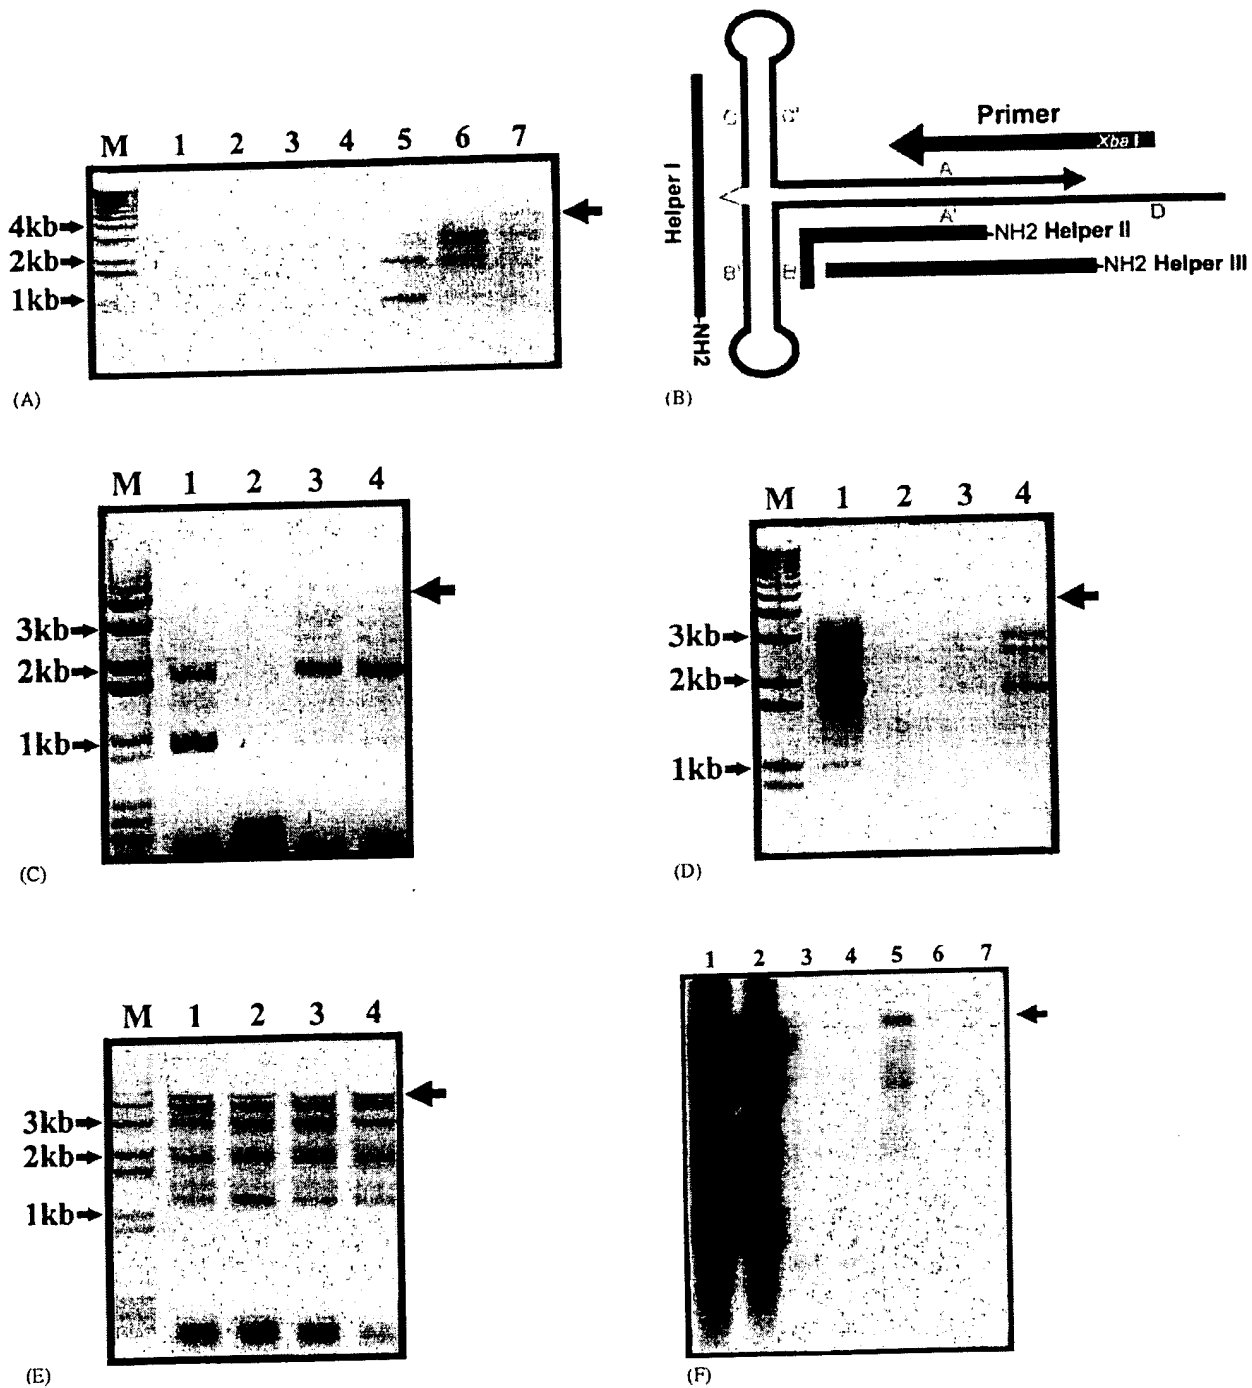 M 1 2 3 4 5 6 7
4kb
2kb
1kb
(A)
Primer
Xba I
C
C'
A
A'
D
Helper I
-NH2
B'
B
-NH2 Helper II
-NH2 Helper III
(B)
M 1 2 3 4
3kb
2kb
1kb
(C)
M 1 2 3 4
3kb
2kb
1kb
(D)
M 1 2 3 4
3kb
2kb
1kb
(E)
1 2 3 4 5 6 7
(F)